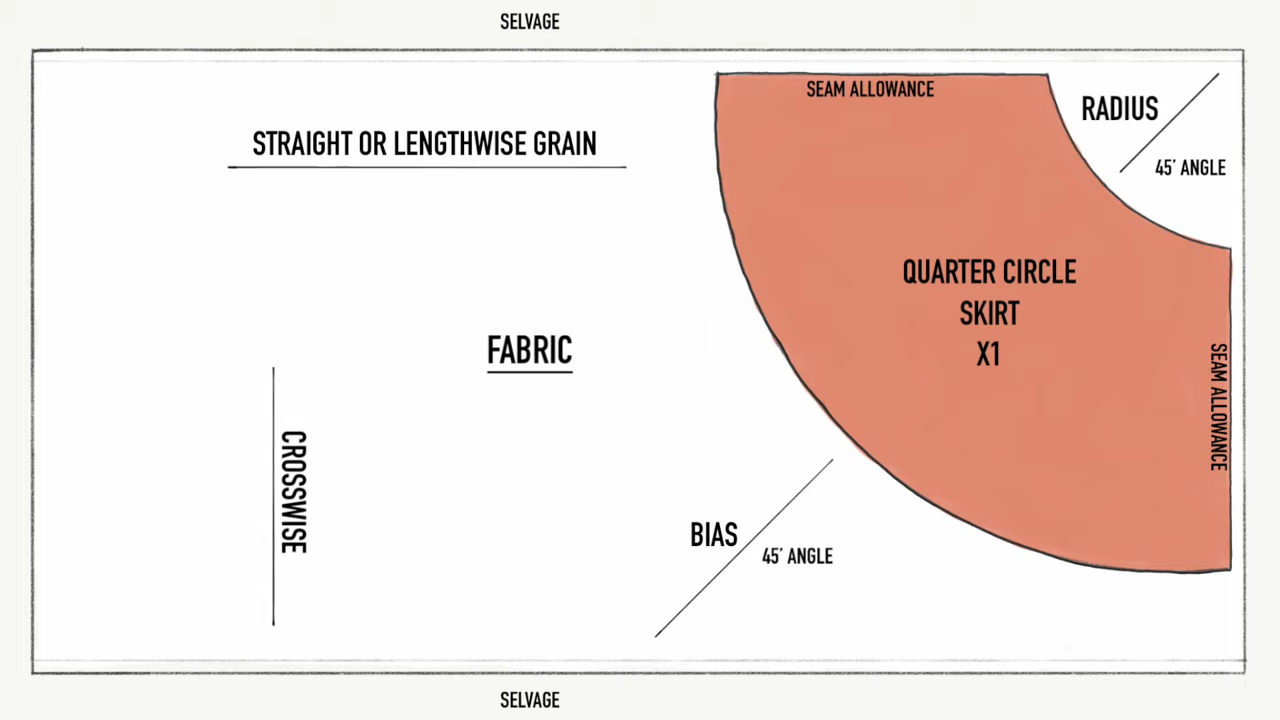 SELVAGE
SEAM ALLOWANCE
RADIUS
STRAIGHT OR LENGTHWISE GRAIN
45' ANGLE
QUARTER CIRCLE
SKIRT
X1
FABRIC
SEAM ALLOWANCE
CROSSWISE
BIAS
45' ANGLE
SELVAGE